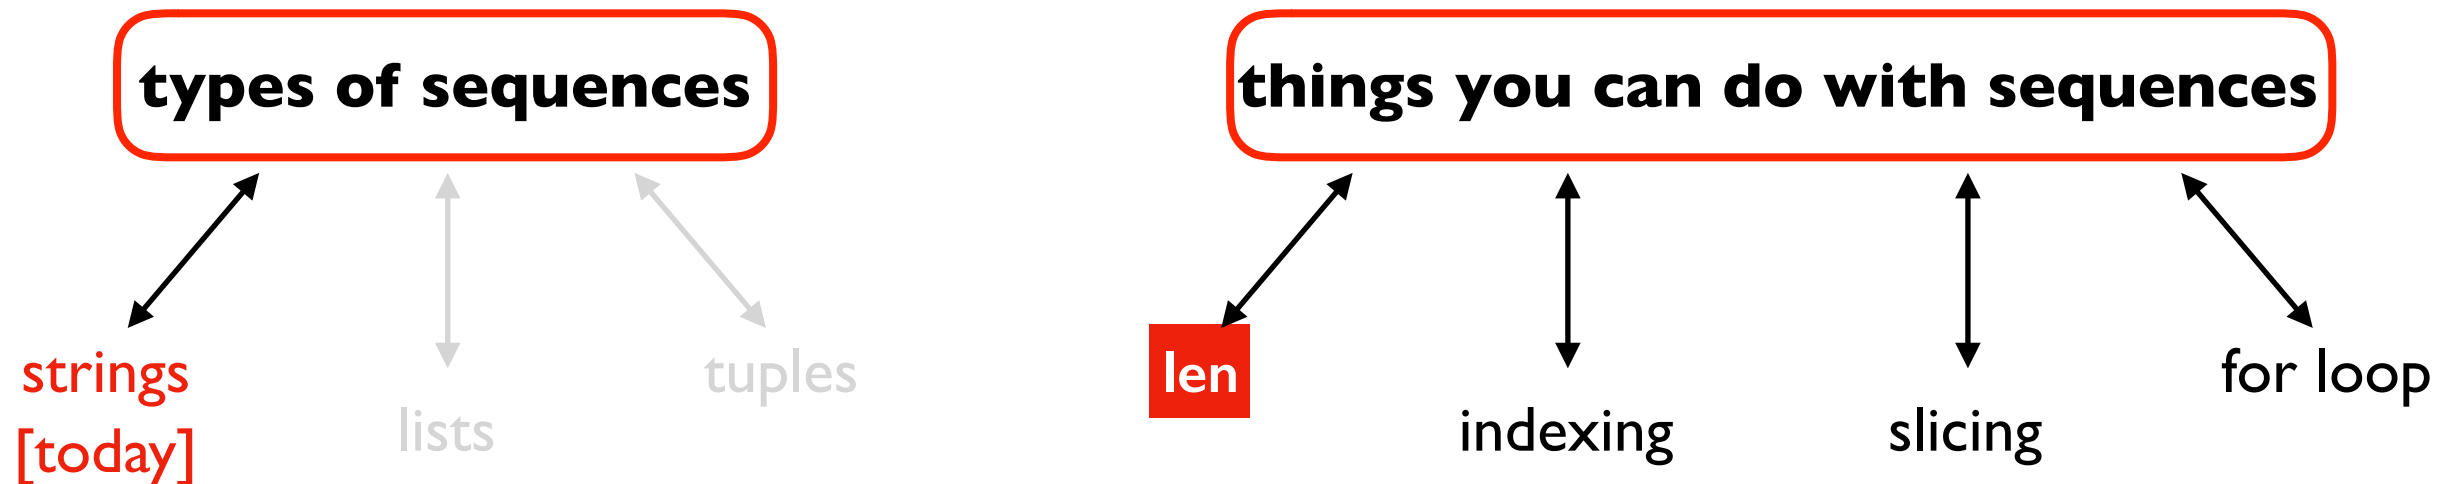 types of sequences
things you can do with sequences
strings
[today]
lists
tuples
len
indexing
slicing
for loop